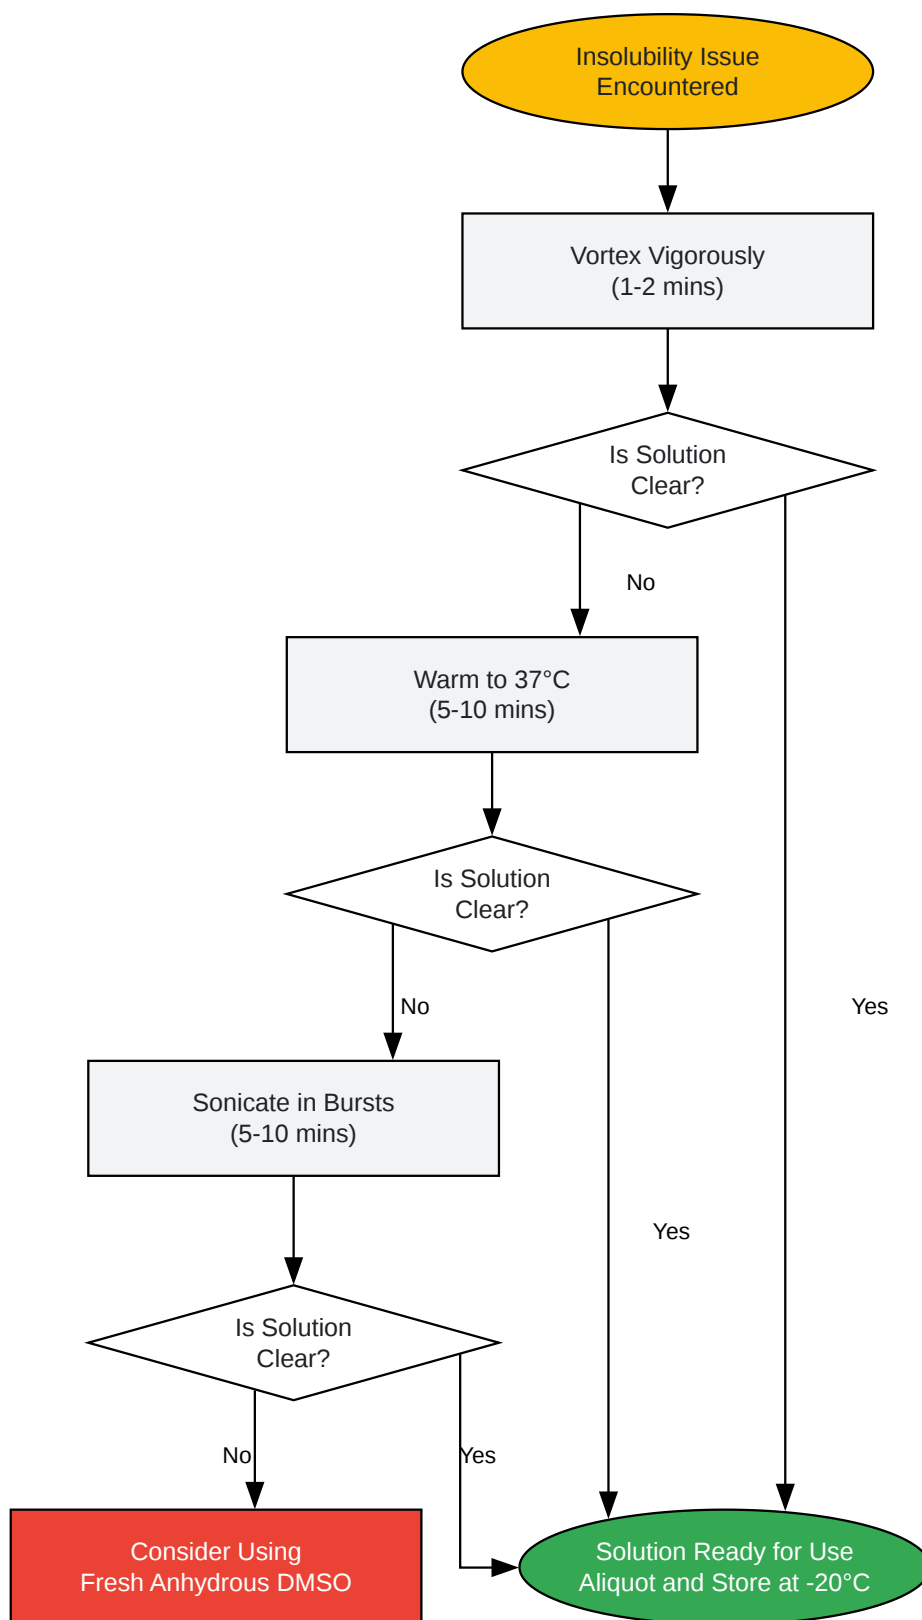 Insolubility Issue
Encountered
Vortex Vigorously
(1-2 mins)
Is Solution
Clear?
No
Warm to 37°C
(5-10 mins)
Is Solution
Clear?
No
Yes
Sonicate in Bursts
(5-10 mins)
Yes
Is Solution
Clear?
No
Yes
Consider Using
Fresh Anhydrous DMSO
Solution Ready for Use
Aliquot and Store at -20°C